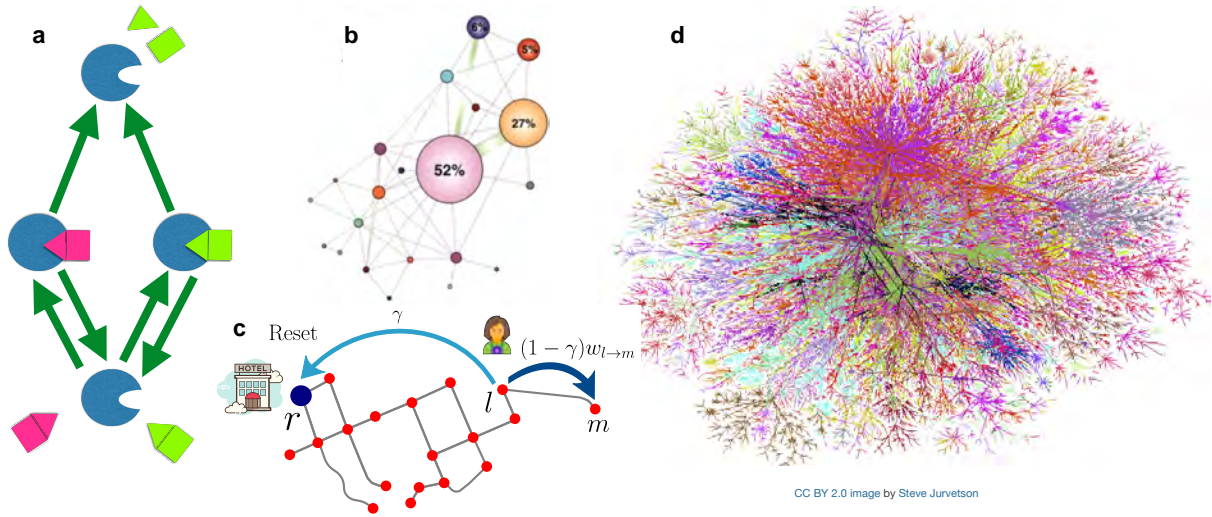 a
b
6%
5%
27%
52%
c
Reset
γ
(1 − γ)w_{l→m}
HOTEL
r
l
m
d
CC BY 2.0 image by Steve Jurvetson